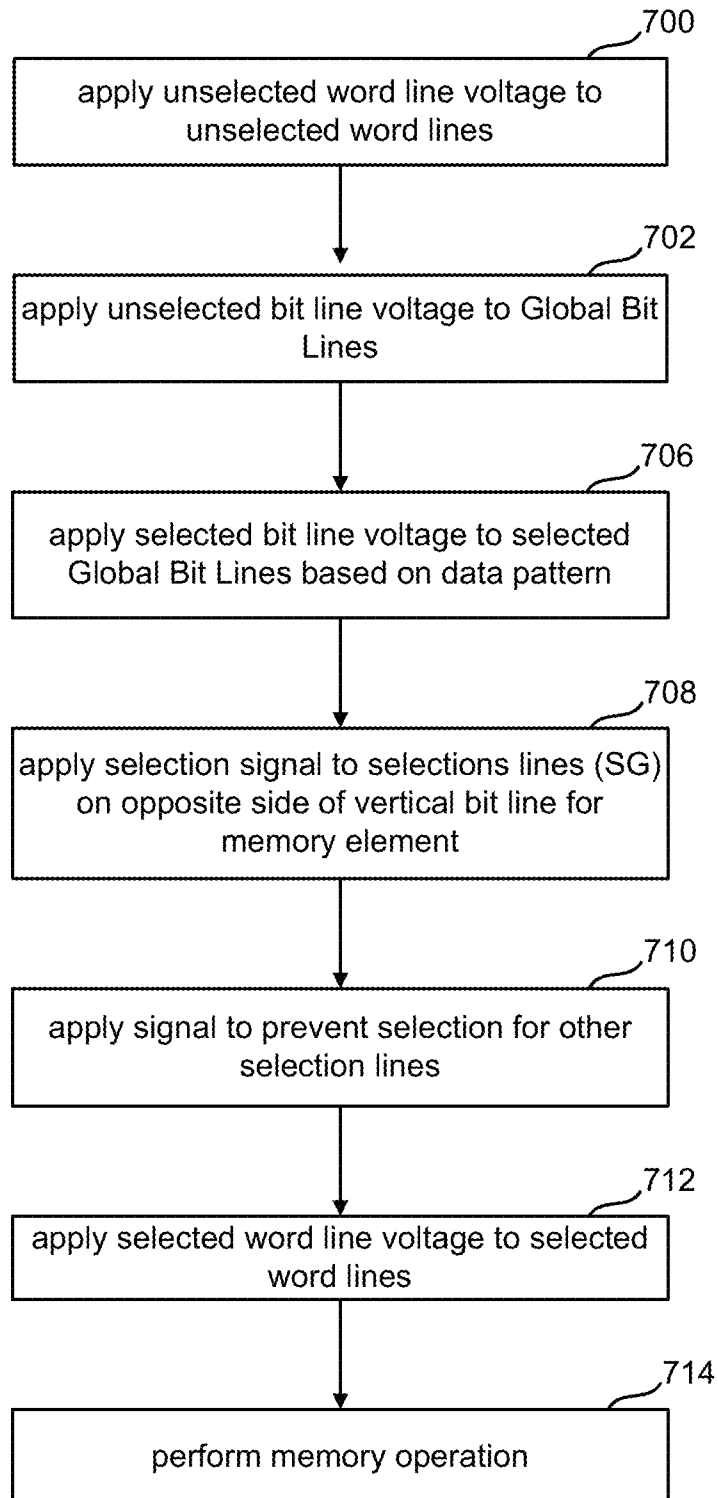 700
apply unselected word line voltage to
unselected word lines
702
apply unselected bit line voltage to Global Bit
Lines
706
apply selected bit line voltage to selected
Global Bit Lines based on data pattern
708
apply selection signal to selections lines (SG)
on opposite side of vertical bit line for
memory element
710
apply signal to prevent selection for other
selection lines
712
apply selected word line voltage to selected
word lines
714
perform memory operation